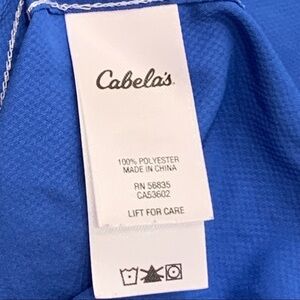 Cabela's
100% POLYESTER
MADE IN CHINA
RN 56835
CA53602
LIFT FOR CARE